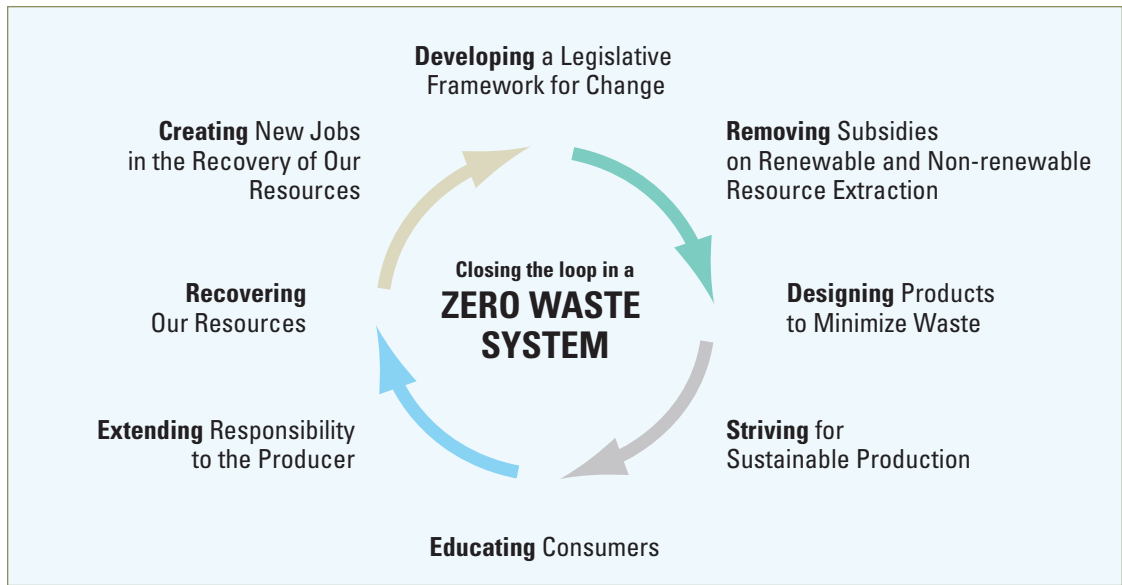 Developing a Legislative
Framework for Change
Removing Subsidies
on Renewable and Non-renewable
Resource Extraction
Designing Products
to Minimize Waste
Striving for
Sustainable Production
Educating Consumers
Extending Responsibility
to the Producer
Recovering
Our Resources
Creating New Jobs
in the Recovery of Our
Resources
Closing the loop in a
ZERO WASTE
SYSTEM